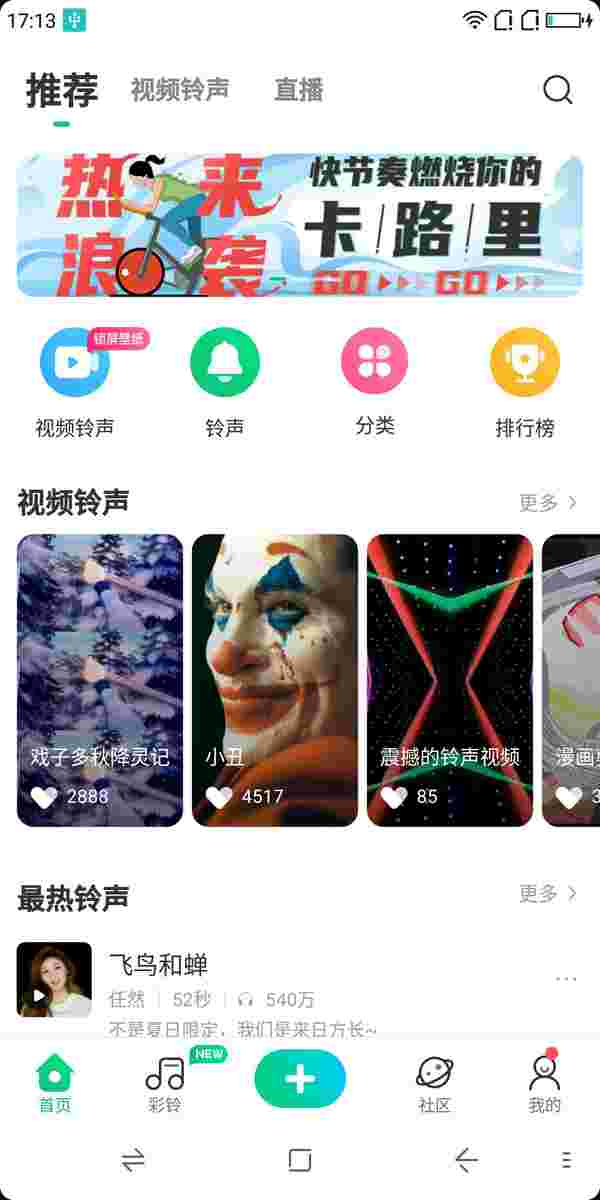 17:13
推荐
视频铃声
直播
热浪来袭
快节奏燃烧你的
卡路里
GO GO
锁屏壁纸
视频铃声
铃声
分类
排行榜
视频铃声
更多
戏子多秋降灵记
2888
小丑
4517
震撼的铃声视频
85
漫画
3
最热铃声
更多
飞鸟和蝉
任然 52秒 540万
不是夏日限定，我们是来日方长~
首页
NEW
彩铃
社区
我的